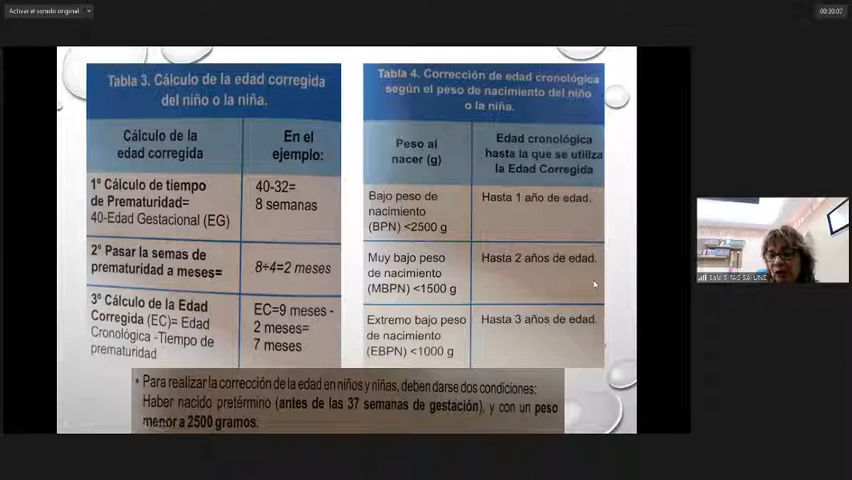 Activar el sonido original
00:30:07
Tabla 3. Cálculo de la edad corregida
del niño o la niña.
Cálculo de la
edad corregida
En el
ejemplo:
1º Cálculo de tiempo
de Prematuridad=
40-Edad Gestacional (EG)
40-32=
8 semanas
2º Pasar la semas de
prematuridad a meses=
8÷4=2 meses
3º Cálculo de la Edad
Corregida (EC)= Edad
Cronológica -Tiempo de
prematuridad
EC=9 meses -
2 meses=
7 meses
Tabla 4. Corrección de edad cronológica
según el peso de nacimiento del niño
o la niña.
Peso al
nacer (g)
Edad cronológica
hasta la que se utiliza
la Edad Corregida
Bajo peso de
nacimiento
(BPN) <2500 g
Hasta 1 año de edad.
Muy bajo peso
de nacimiento
(MBPN) <1500 g
Hasta 2 años de edad.
Extremo bajo peso
de nacimiento
(EBPN) <1000 g
Hasta 3 años de edad.
• Para realizar la corrección de la edad en niños y niñas, deben darse dos condiciones:
Haber nacido pretérmino (antes de las 37 semanas de gestación), y con un peso
menor a 2500 gramos.